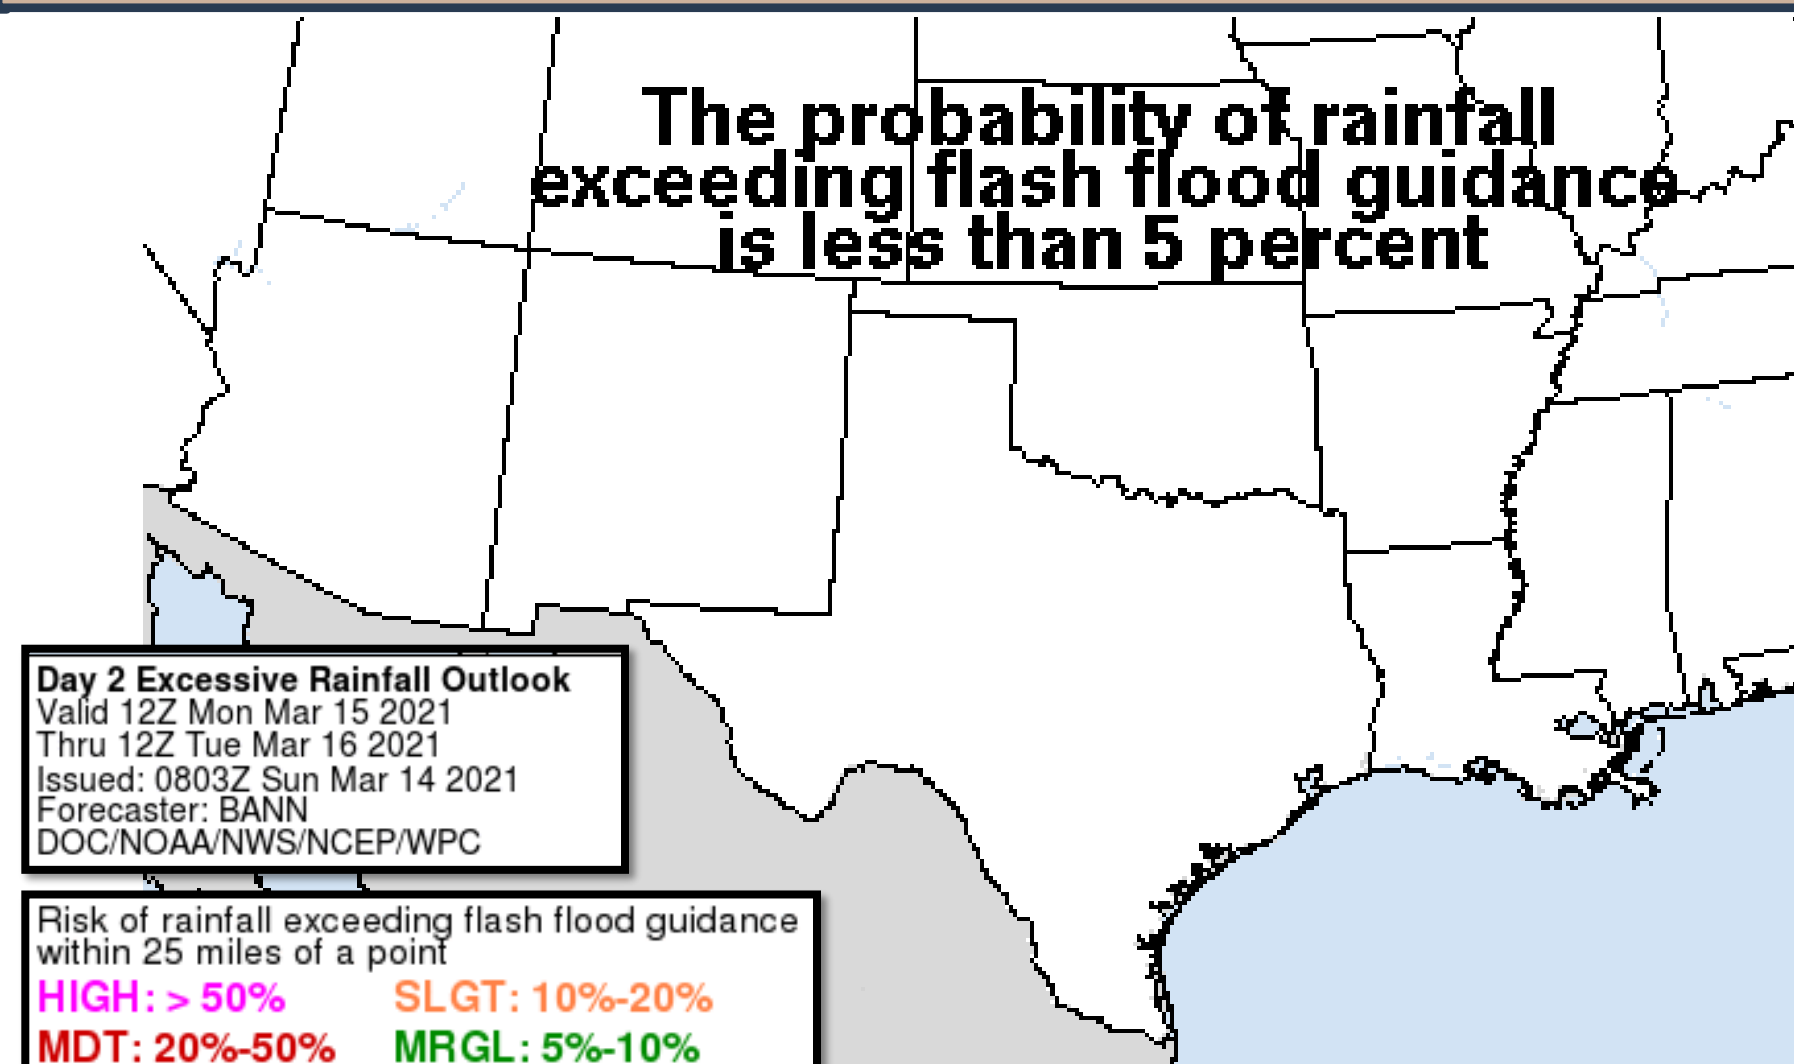 The probability of rainfall
exceeding flash flood guidance
is less than 5 percent
Day 2 Excessive Rainfall Outlook
Valid 12Z Mon Mar 15 2021
Thru 12Z Tue Mar 16 2021
Issued: 0803Z Sun Mar 14 2021
Forecaster: BANN
DOC/NOAA/NWS/NCEP/WPC
Risk of rainfall exceeding flash flood guidance
within 25 miles of a point
HIGH: > 50% SLGT: 10%-20%
MDT: 20%-50% MRGL: 5%-10%